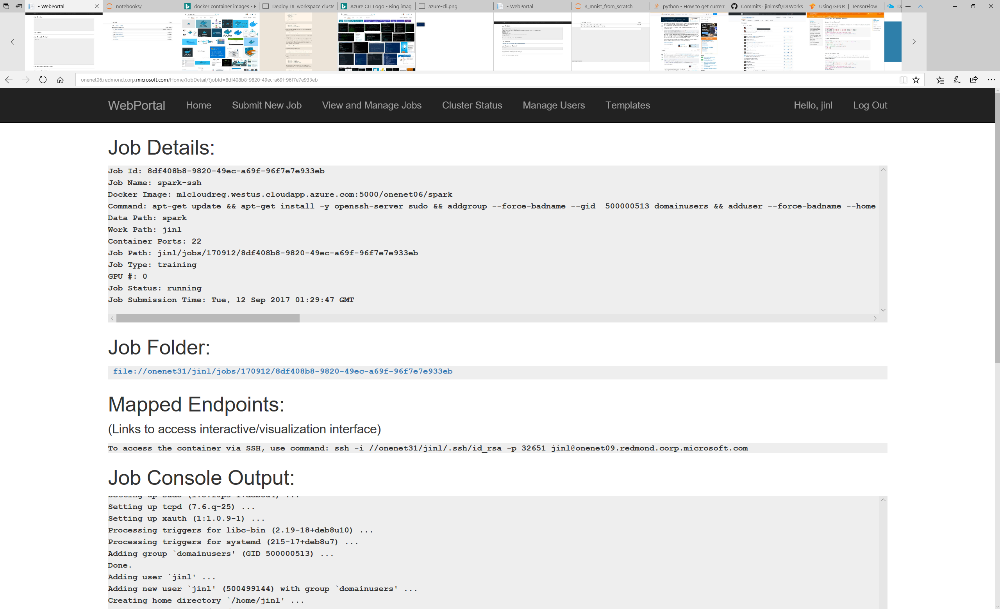 - WebPortal
notebooks/
docker container images - E
Deploy DL workspace cluste
Azure CLI Logo - Bing imag
azure-cli.png
- WebPortal
3_mnist_from_scratch
python - How to get curren
Commits · jinlmsft/DLWorks
Using GPUs | TensorFlow
onenet06.redmond.corp.microsoft.com/Home/JobDetail/?jobId=8df408b8-9820-49ec-a69f-96f7e7e933eb
WebPortal Home Submit New Job View and Manage Jobs Cluster Status Manage Users Templates Hello, jinl Log Out
Job Details:
Job Id: 8df408b8-9820-49ec-a69f-96f7e7e933eb
Job Name: spark-ssh
Docker Image: mlcloudreg.westus.cloudapp.azure.com:5000/onenet06/spark
Command: apt-get update && apt-get install -y openssh-server sudo && addgroup --force-badname --gid  500000513 domainusers && adduser --force-badname --home
Data Path: spark
Work Path: jinl
Container Ports: 22
Job Path: jinl/jobs/170912/8df408b8-9820-49ec-a69f-96f7e7e933eb
Job Type: training
GPU #: 0
Job Status: running
Job Submission Time: Tue, 12 Sep 2017 01:29:47 GMT
Job Folder:
file://onenet31/jinl/jobs/170912/8df408b8-9820-49ec-a69f-96f7e7e933eb
Mapped Endpoints:
(Links to access interactive/visualization interface)
To access the container via SSH, use command: ssh -i //onenet31/jinl/.ssh/id_rsa -p 32651 jinl@onenet09.redmond.corp.microsoft.com
Job Console Output:
Setting up tcpd (7.6.q-25) ...
Setting up xauth (1:1.0.9-1) ...
Processing triggers for libc-bin (2.19-18+deb8u10) ...
Processing triggers for systemd (215-17+deb8u7) ...
Adding group `domainusers' (GID 500000513) ...
Done.
Adding user `jinl' ...
Adding new user `jinl' (500499144) with group `domainusers' ...
Creating home directory `/home/jinl' ...